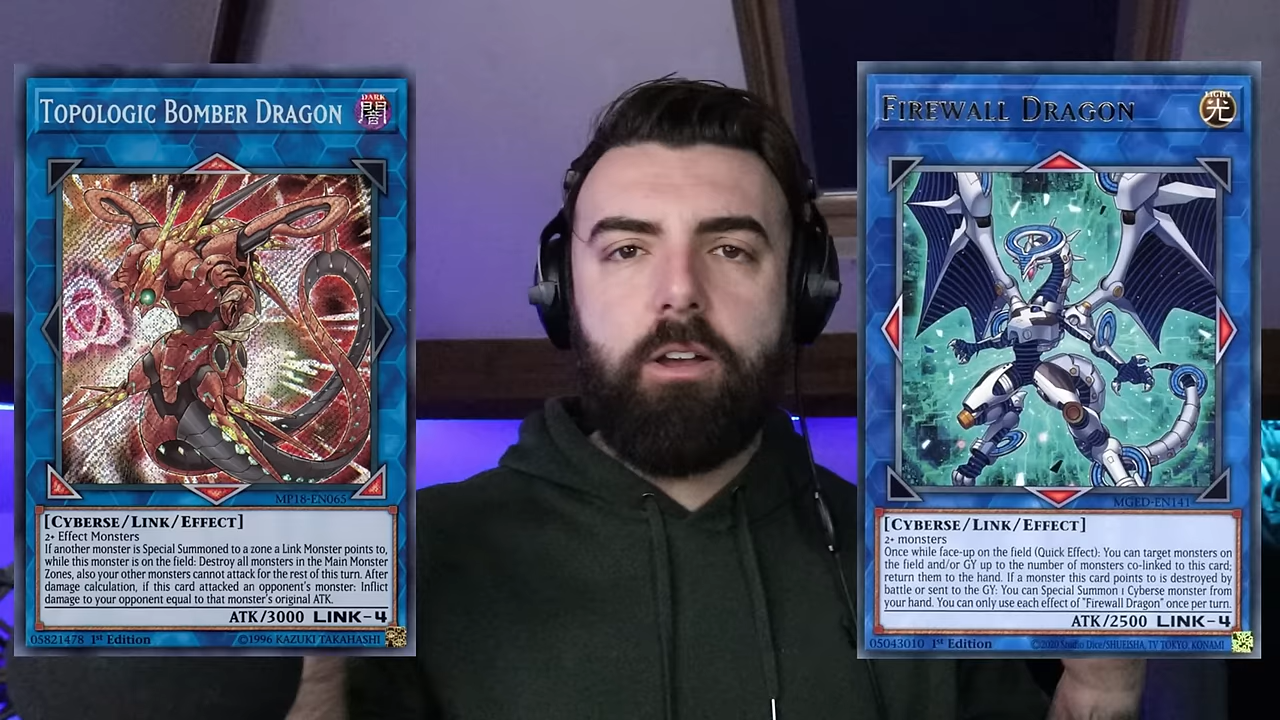 TOPOLOGIC BOMBER DRAGON
DARK
闇
MP18-EN065
[CYBERSE/LINK/EFFECT]
2+ Effect Monsters
If another monster is Special Summoned to a zone a Link Monster points to,
while this monster is on the field: Destroy all monsters in the Main Monster
Zones, also your other monsters cannot attack for the rest of this turn. After
damage calculation, if this card attacked an opponent's monster: Inflict
damage to your opponent equal to that monster's original ATK.
ATK/3000 LINK-4
05821478 1st Edition ©1996 KAZUKI TAKAHASHI
FIREWALL DRAGON
LIGHT
光
MGED-EN141
[CYBERSE/LINK/EFFECT]
2+ monsters
Once while face-up on the field (Quick Effect): You can target monsters on
the field and/or GY up to the number of monsters co-linked to this card;
return them to the hand. If a monster this card points to is destroyed by
battle or sent to the GY: You can Special Summon 1 Cyberse monster from
your hand. You can only use each effect of "Firewall Dragon" once per turn.
ATK/2500 LINK-4
05043010 1st Edition ©2020 Studio Dice/SHUEISHA, TV TOKYO, KONAMI